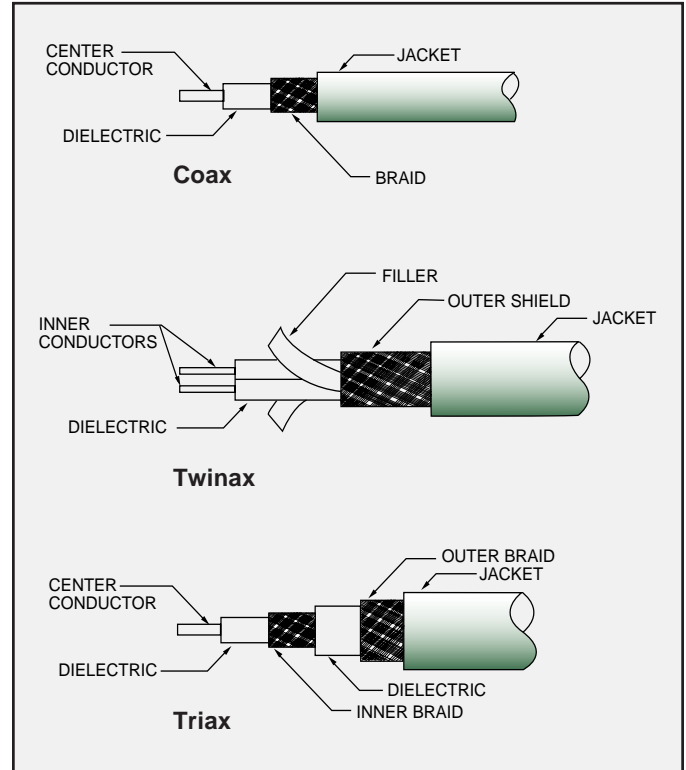 CENTER
CONDUCTOR
JACKET
DIELECTRIC
Coax
BRAID
FILLER
OUTER SHIELD
INNER
CONDUCTORS
JACKET
DIELECTRIC
Twinax
OUTER BRAID
JACKET
CENTER
CONDUCTOR
DIELECTRIC
DIELECTRIC
INNER BRAID
Triax